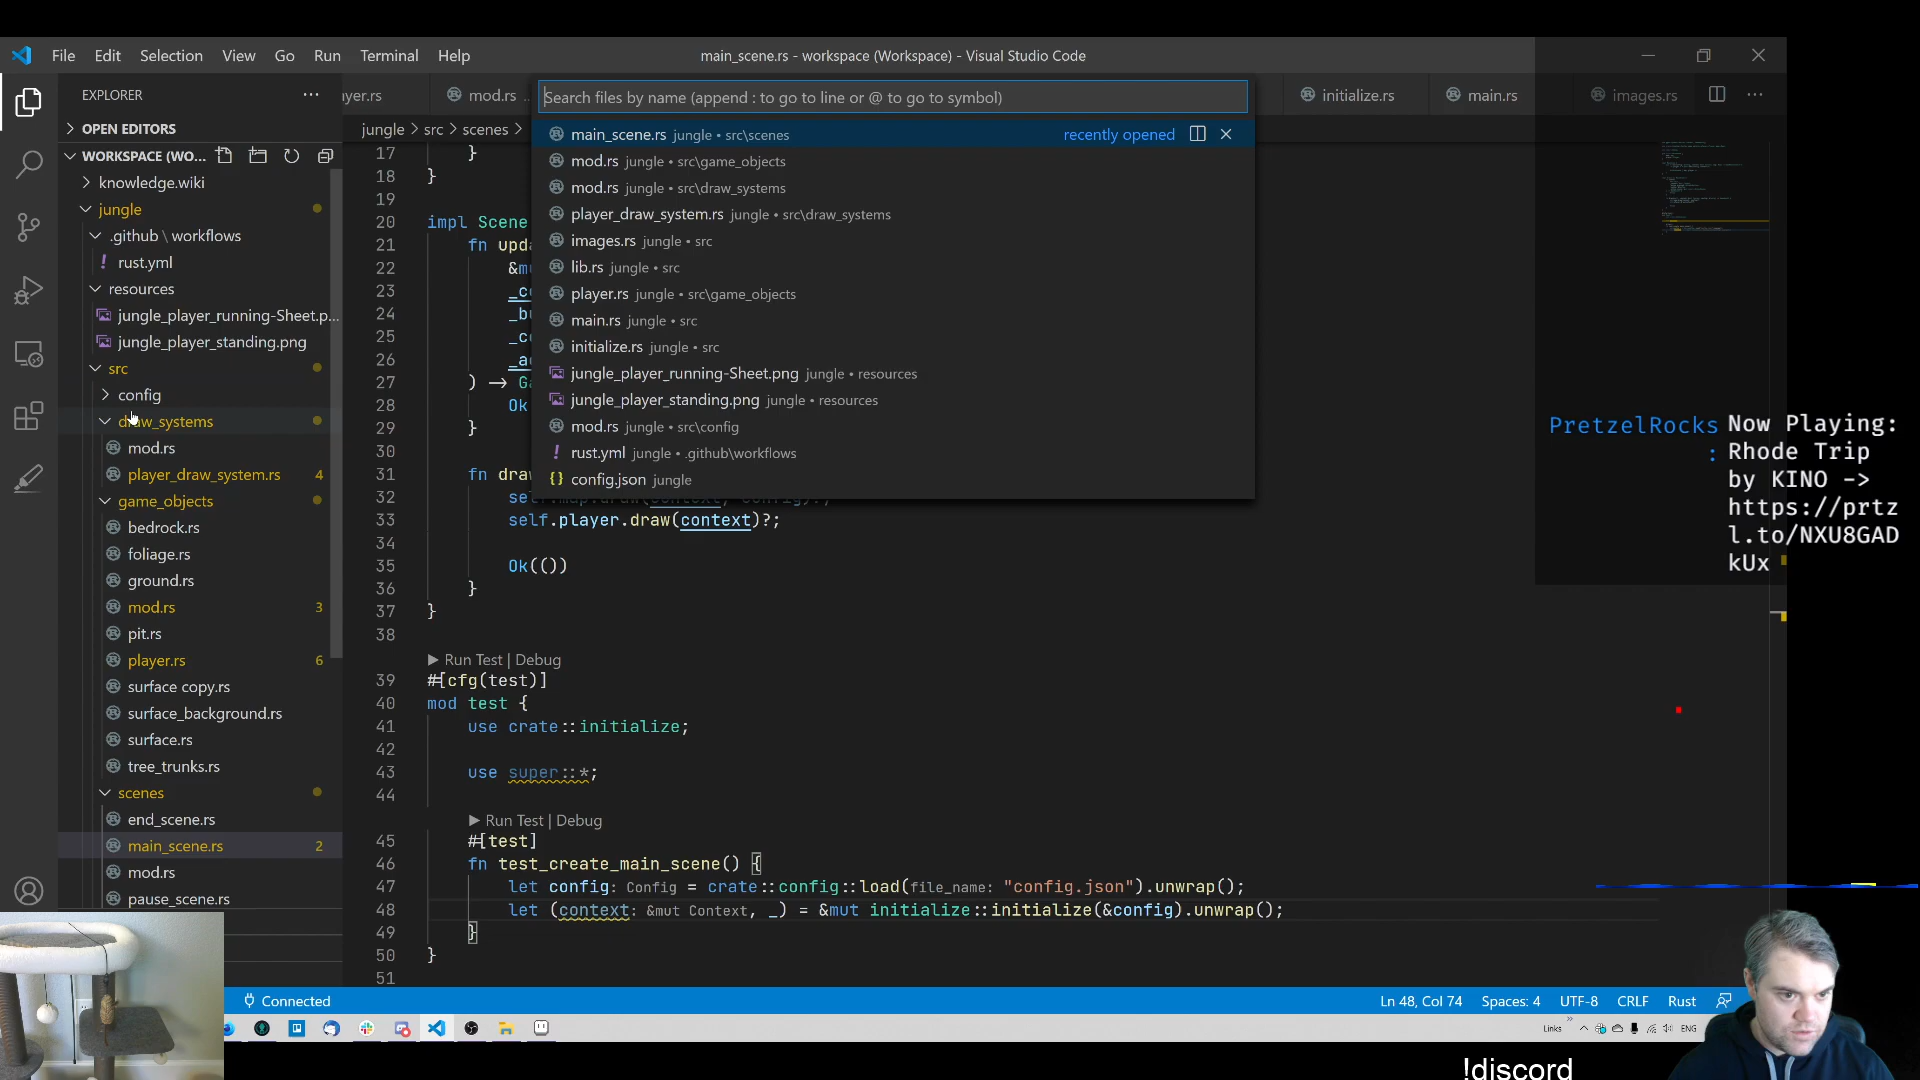 File Edit Selection View Go Run Terminal Help
main_scene.rs - workspace (Workspace) - Visual Studio Code
EXPLORER
OPEN EDITORS
WORKSPACE (WO...
knowledge.wiki
jungle
.github \ workflows
rust.yml
resources
jungle_player_running-Sheet.p...
jungle_player_standing.png
src
config
draw_systems
mod.rs
player_draw_system.rs 4
game_objects
bedrock.rs
foliage.rs
ground.rs
mod.rs 3
pit.rs
player.rs 6
surface copy.rs
surface_background.rs
surface.rs
tree_trunks.rs
scenes
end_scene.rs
main_scene.rs 2
mod.rs
pause_scene.rs
yer.rs mod.rs ... initialize.rs main.rs images.rs
jungle > src > scenes >
Search files by name (append : to go to line or @ to go to symbol)
main_scene.rs jungle • src\scenes recently opened
mod.rs jungle • src\game_objects
mod.rs jungle • src\draw_systems
player_draw_system.rs jungle • src\draw_systems
images.rs jungle • src
lib.rs jungle • src
player.rs jungle • src\game_objects
main.rs jungle • src
initialize.rs jungle • src
jungle_player_running-Sheet.png jungle • resources
jungle_player_standing.png jungle • resources
mod.rs jungle • src\config
rust.yml jungle • .github\workflows
config.json jungle
17 }
18 }
19
20 impl Scene
21 fn upd
22 &mu
23 _co
24 _b
25 _c
26 _a
27 ) → Ga
28 Ok
29 }
30
31 fn dra
32
33 self.player.draw(context)?;
34
35 Ok(())
36 }
37 }
38
▶ Run Test | Debug
39 #[cfg(test)]
40 mod test {
41 use crate::initialize;
42
43 use super::*;
44
▶ Run Test | Debug
45 #[test]
46 fn test_create_main_scene() {
47 let config: Config = crate::config::load(file_name: "config.json").unwrap();
48 let (context: &mut Context, _) = &mut initialize::initialize(&config).unwrap();
49 }
50 }
51
PretzelRocks : Now Playing:
Rhode Trip
by KINO ->
https://prtz
l.to/NXU8GAD
kUx
Connected Ln 48, Col 74 Spaces: 4 UTF-8 CRLF Rust
Links ENG
!discord